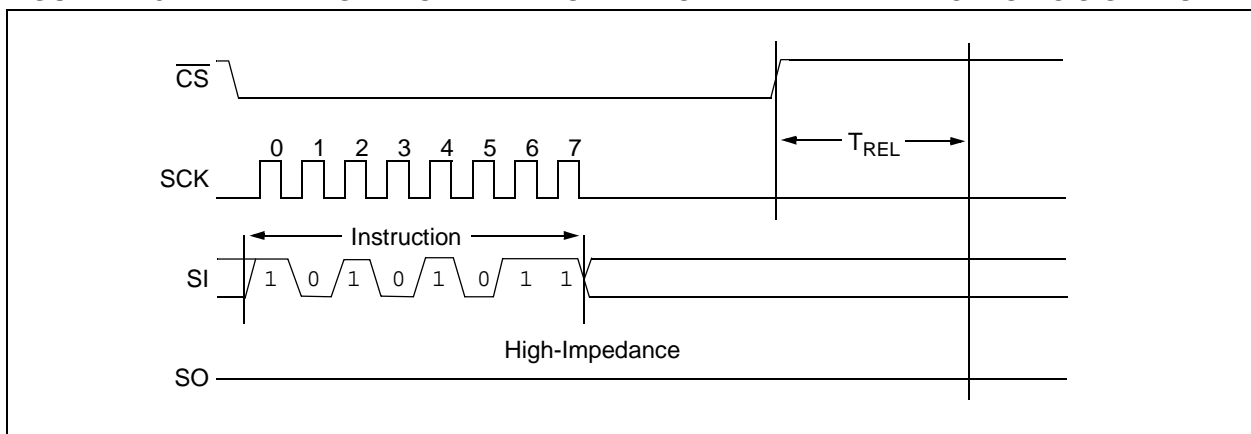 CS
0 1 2 3 4 5 6 7
T_REL
SCK
Instruction
SI
1 0 1 0 1 0 1 1
High-Impedance
SO